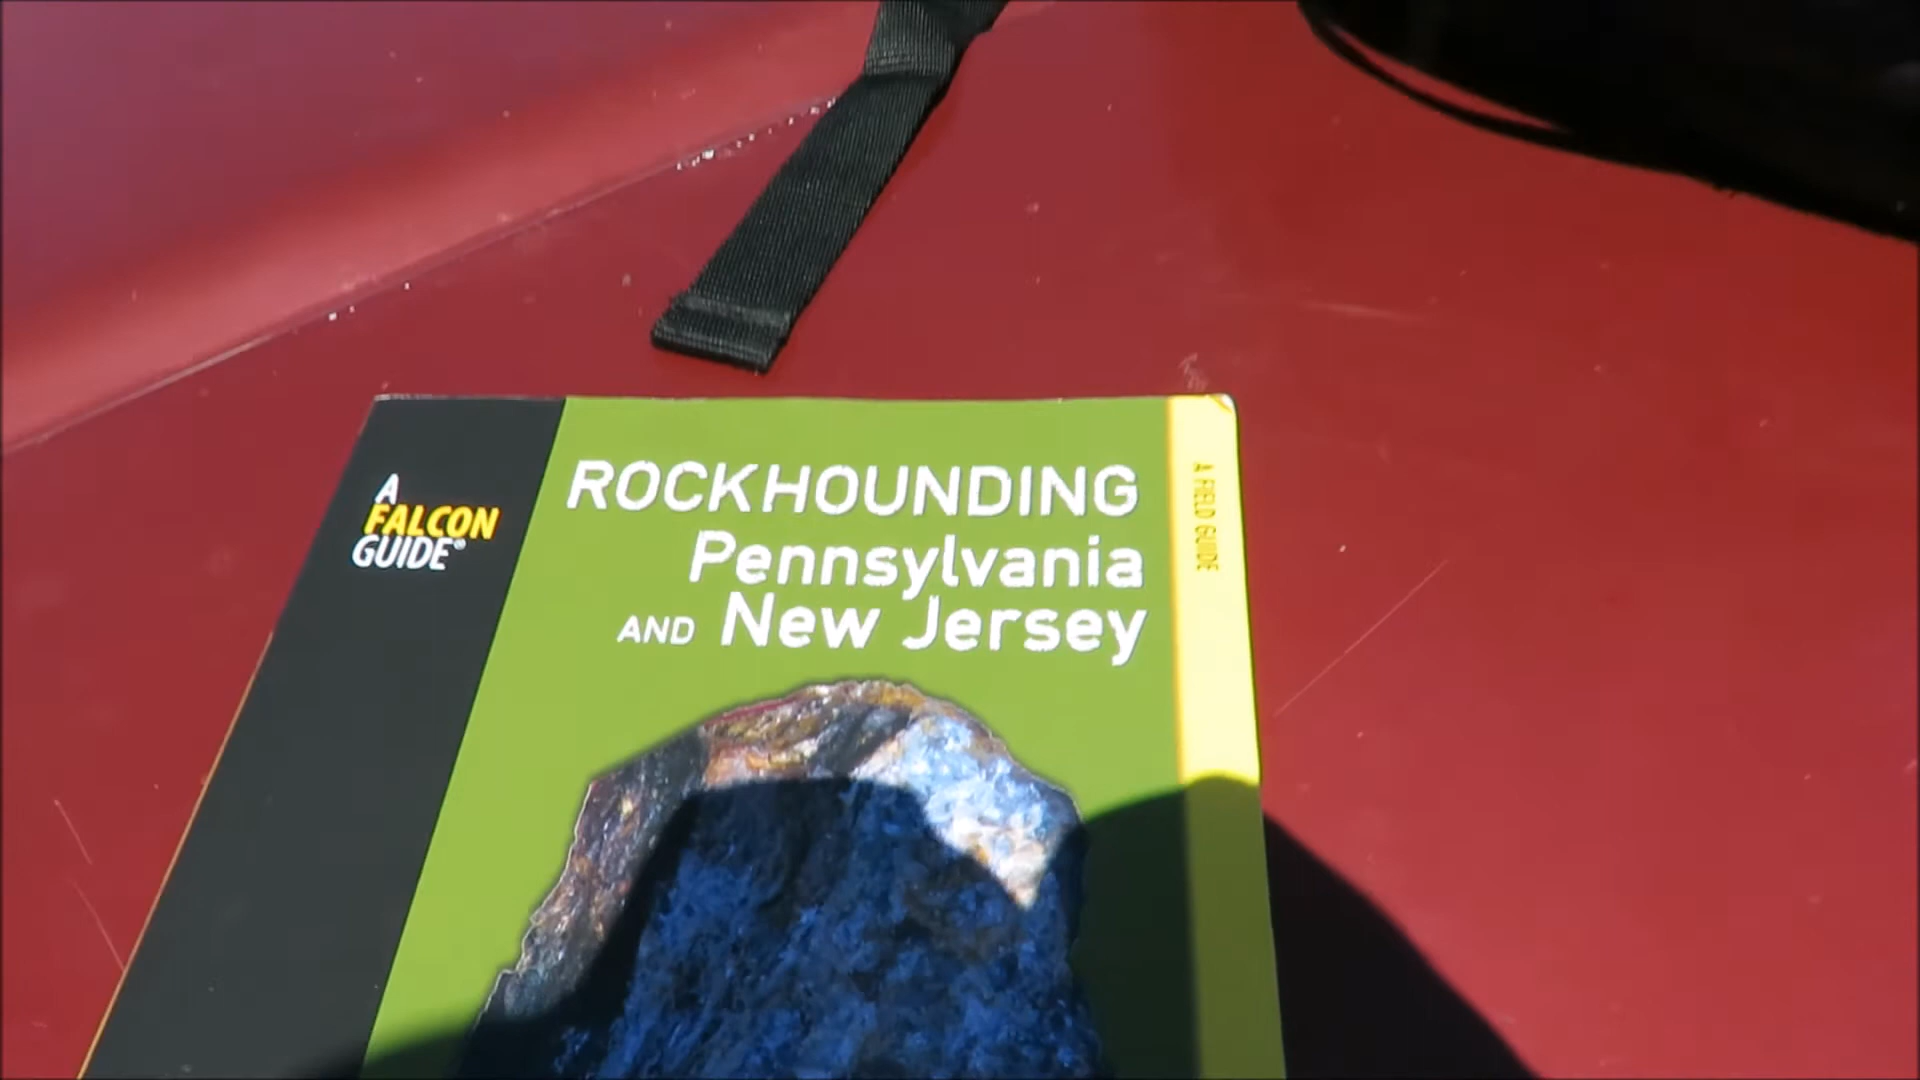 A
FALCON
GUIDE®
ROCKHOUNDING
Pennsylvania
AND New Jersey
A FIELD GUIDE